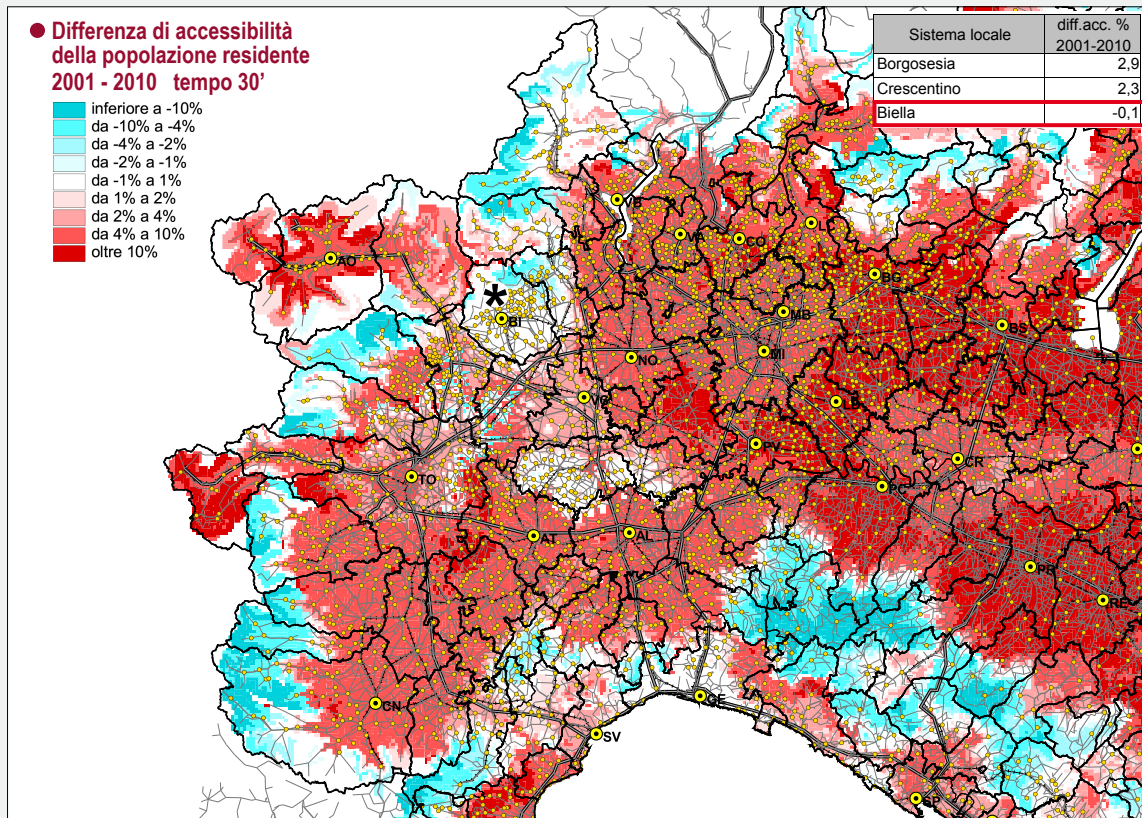 Differenza di accessibilità
della popolazione residente
2001 - 2010 tempo 30’
inferiore a -10%
da -10% a -4%
da -4% a -2%
da -2% a -1%
da -1% a 1%
da 1% a 2%
da 2% a 4%
da 4% a 10%
oltre 10%
Sistema locale diff.acc. % 2001-2010
Borgosesia 2,9
Crescentino 2,3
Biella -0,1
VB
AO
VA
CO
BG
*
BI
MB
BS
NO
MI
VC
PV
TO
CR
AT
AL
PR
RE
CN
GE
SV
SP